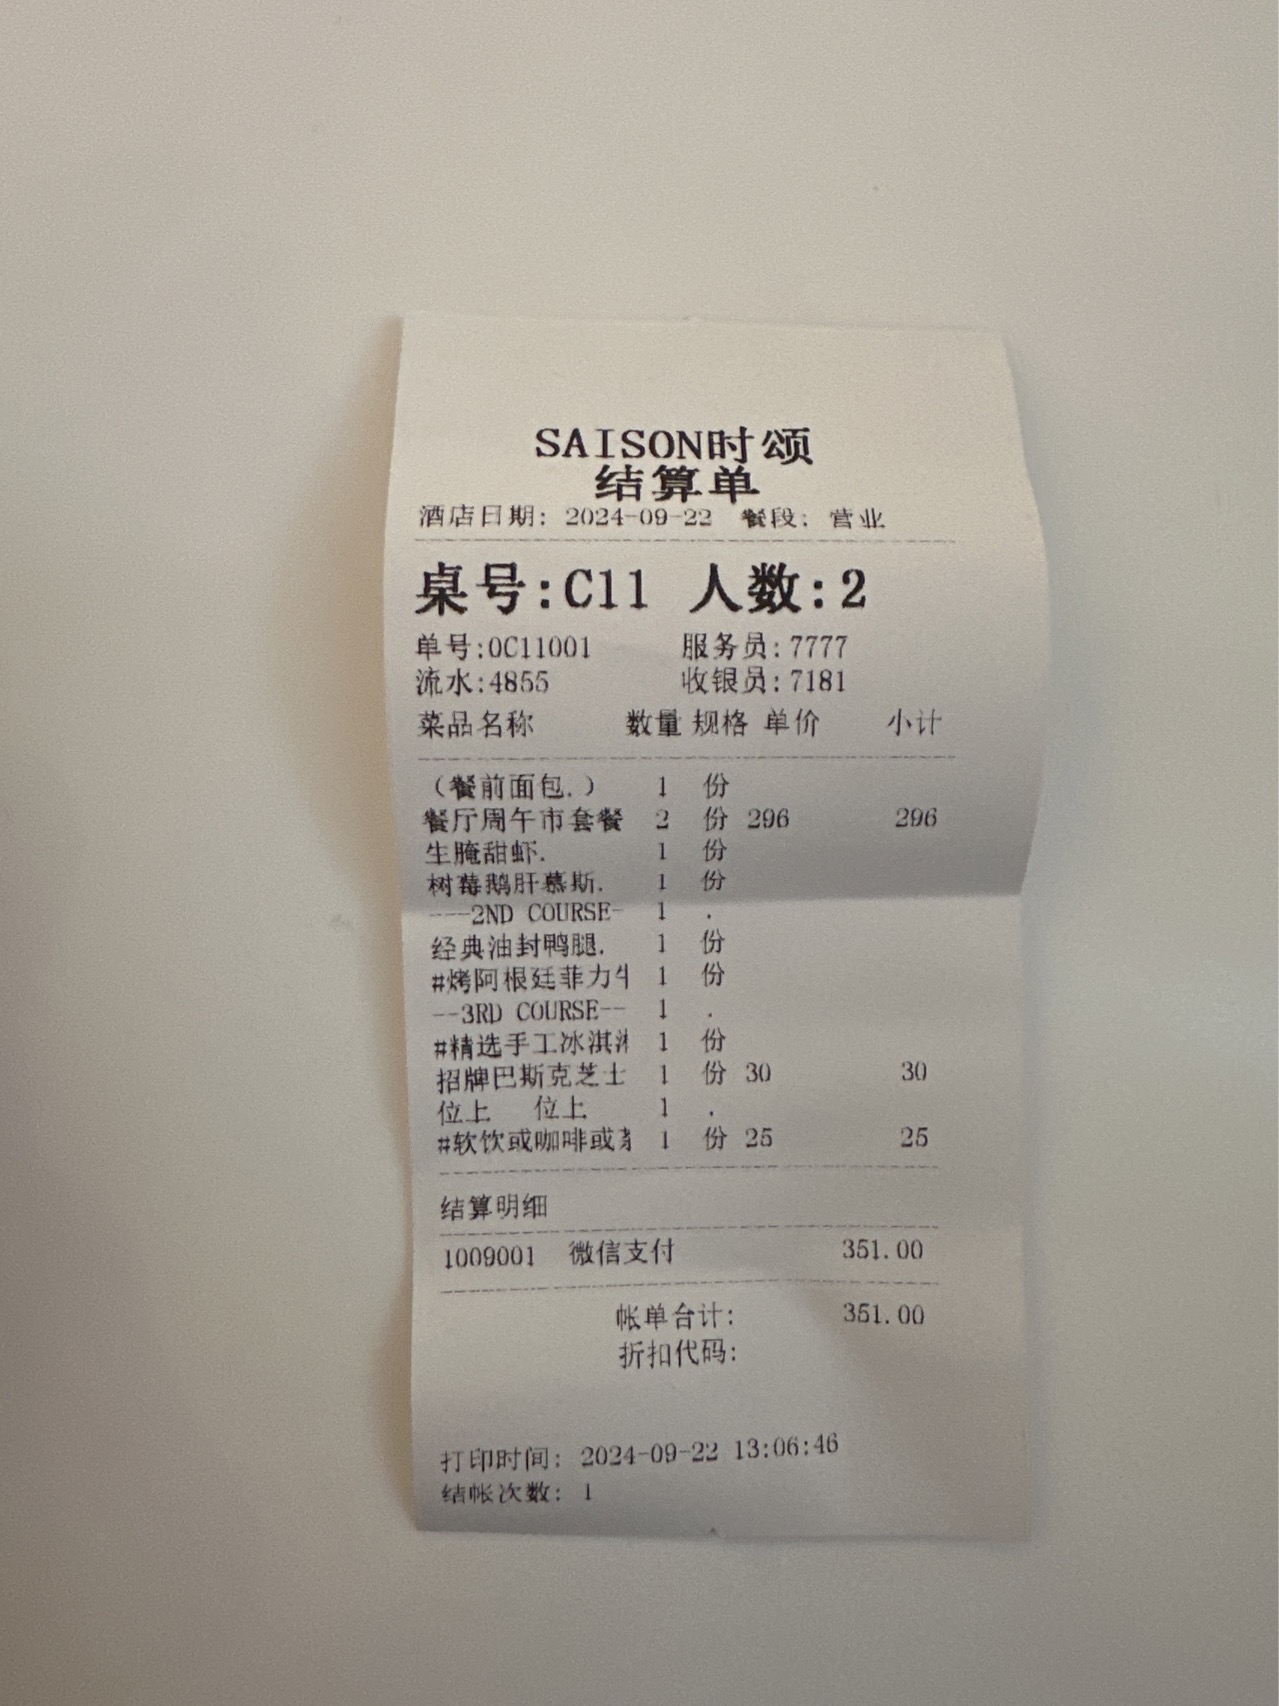 SAISON时颂
结算单
酒店日期: 2024-09-22 餐段: 营业
桌号:C11 人数:2
单号:0C11001 服务员:7777
流水:4855 收银员:7181
菜品名称 数量 规格 单价 小计
(餐前面包.) 1 份
餐厅周午市套餐 2 份 296 296
生腌甜虾. 1 份
树莓鹅肝慕斯. 1 份
---2ND COURSE- 1 .
经典油封鸭腿. 1 份
#烤阿根廷菲力 1 份
--3RD COURSE-- 1 .
#精选手工冰淇 1 份
招牌巴斯克芝士 1 份 30 30
位上 位上 1 .
#软饮或咖啡或 1 份 25 25
结算明细
1009001 微信支付 351.00
帐单合计: 351.00
折扣代码:
打印时间: 2024-09-22 13:06:46
结帐次数: 1